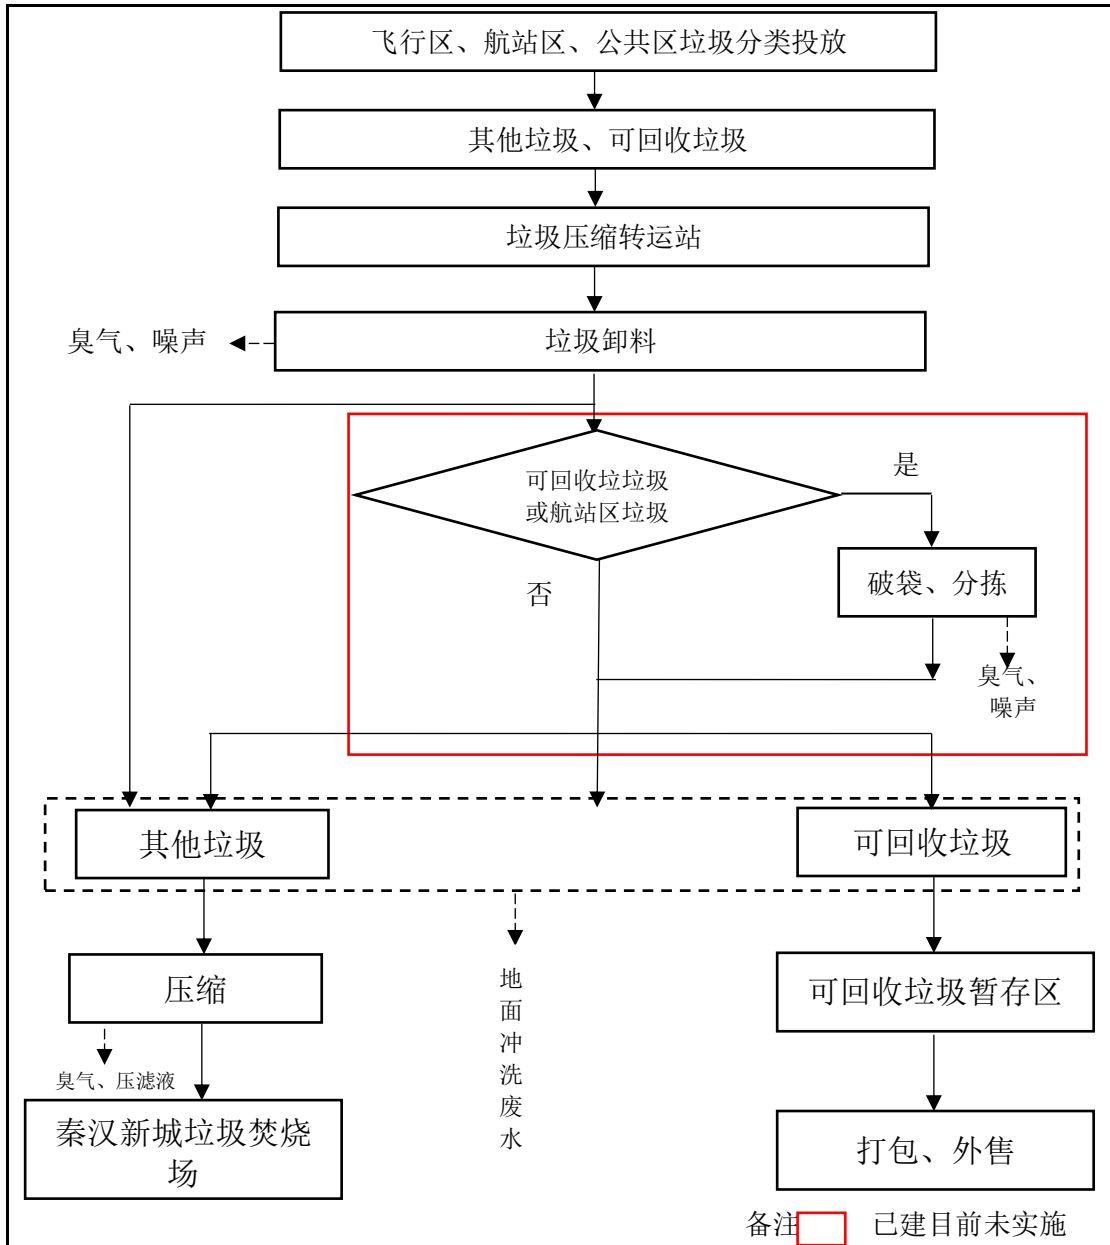 飞行区、航站区、公共区垃圾分类投放
其他垃圾、可回收垃圾
垃圾压缩转运站
臭气、噪声
垃圾卸料
可回收垃垃圾
或航站区垃圾
是
否
破袋、分拣
臭气、
噪声
其他垃圾
可回收垃圾
压缩
臭气、压滤液
秦汉新城垃圾焚烧
场
地
面
冲
洗
废
水
可回收垃圾暂存区
打包、外售
备注
已建目前未实施